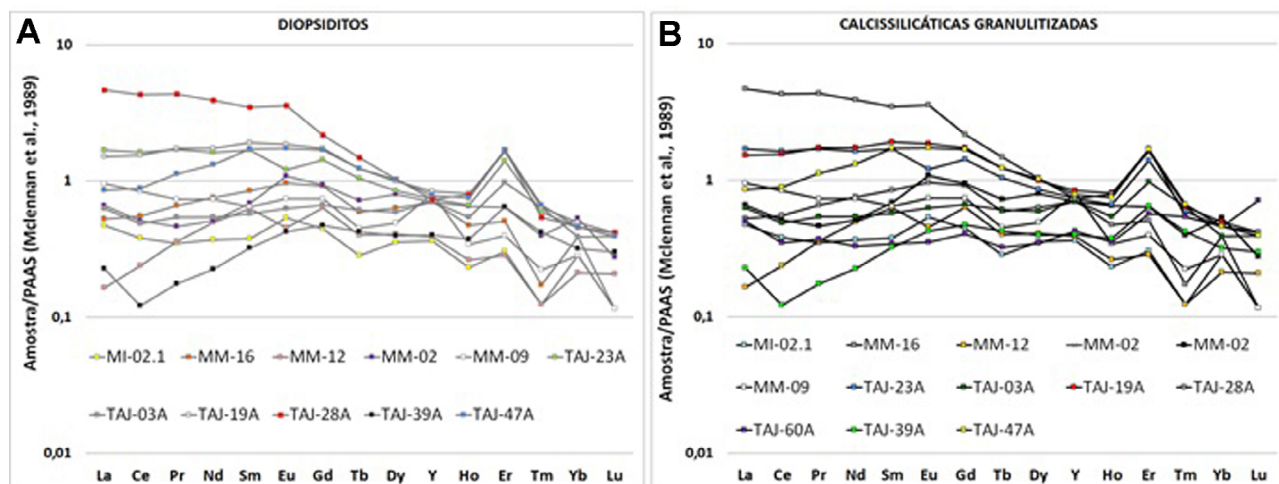 A
DIOPSIDITOS
Amostra/PAAS (Mclennan et al., 1989)
10
1
0,1
0,01
MI-02.1 MM-16 MM-12 MM-02 MM-09 TAJ-23A
TAJ-03A TAJ-19A TAJ-28A TAJ-39A TAJ-47A
La Ce Pr Nd Sm Eu Gd Tb Dy Y Ho Er Tm Yb Lu
B
CALCISSILICÁTICAS GRANULITIZADAS
Amostra/PAAS (Mclennan et al., 1989)
10
1
0,1
0,01
MI-02.1 MM-16 MM-12 MM-02 MM-02
MM-09 TAJ-23A TAJ-03A TAJ-19A TAJ-28A
TAJ-60A TAJ-39A TAJ-47A
La Ce Pr Nd Sm Eu Gd Tb Dy Y Ho Er Tm Yb Lu